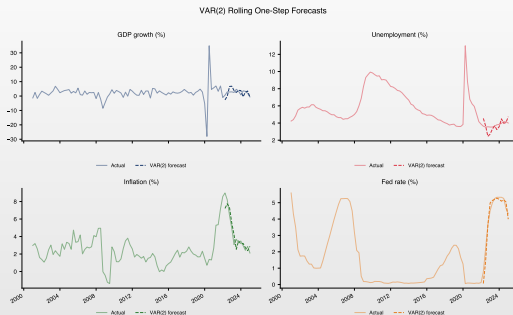 VAR(2) Rolling One-Step Forecasts
GDP growth (%)
Unemployment (%)
30
20
10
0
−10
−20
−30
12
10
8
6
4
2
Actual
VAR(2) forecast
Actual
VAR(2) forecast
Inflation (%)
Fed rate (%)
8
6
4
2
0
5
4
3
2
1
0
2000
2004
2008
2012
2016
2020
2024
2000
2004
2008
2012
2016
2020
2024
Actual
VAR(2) forecast
Actual
VAR(2) forecast